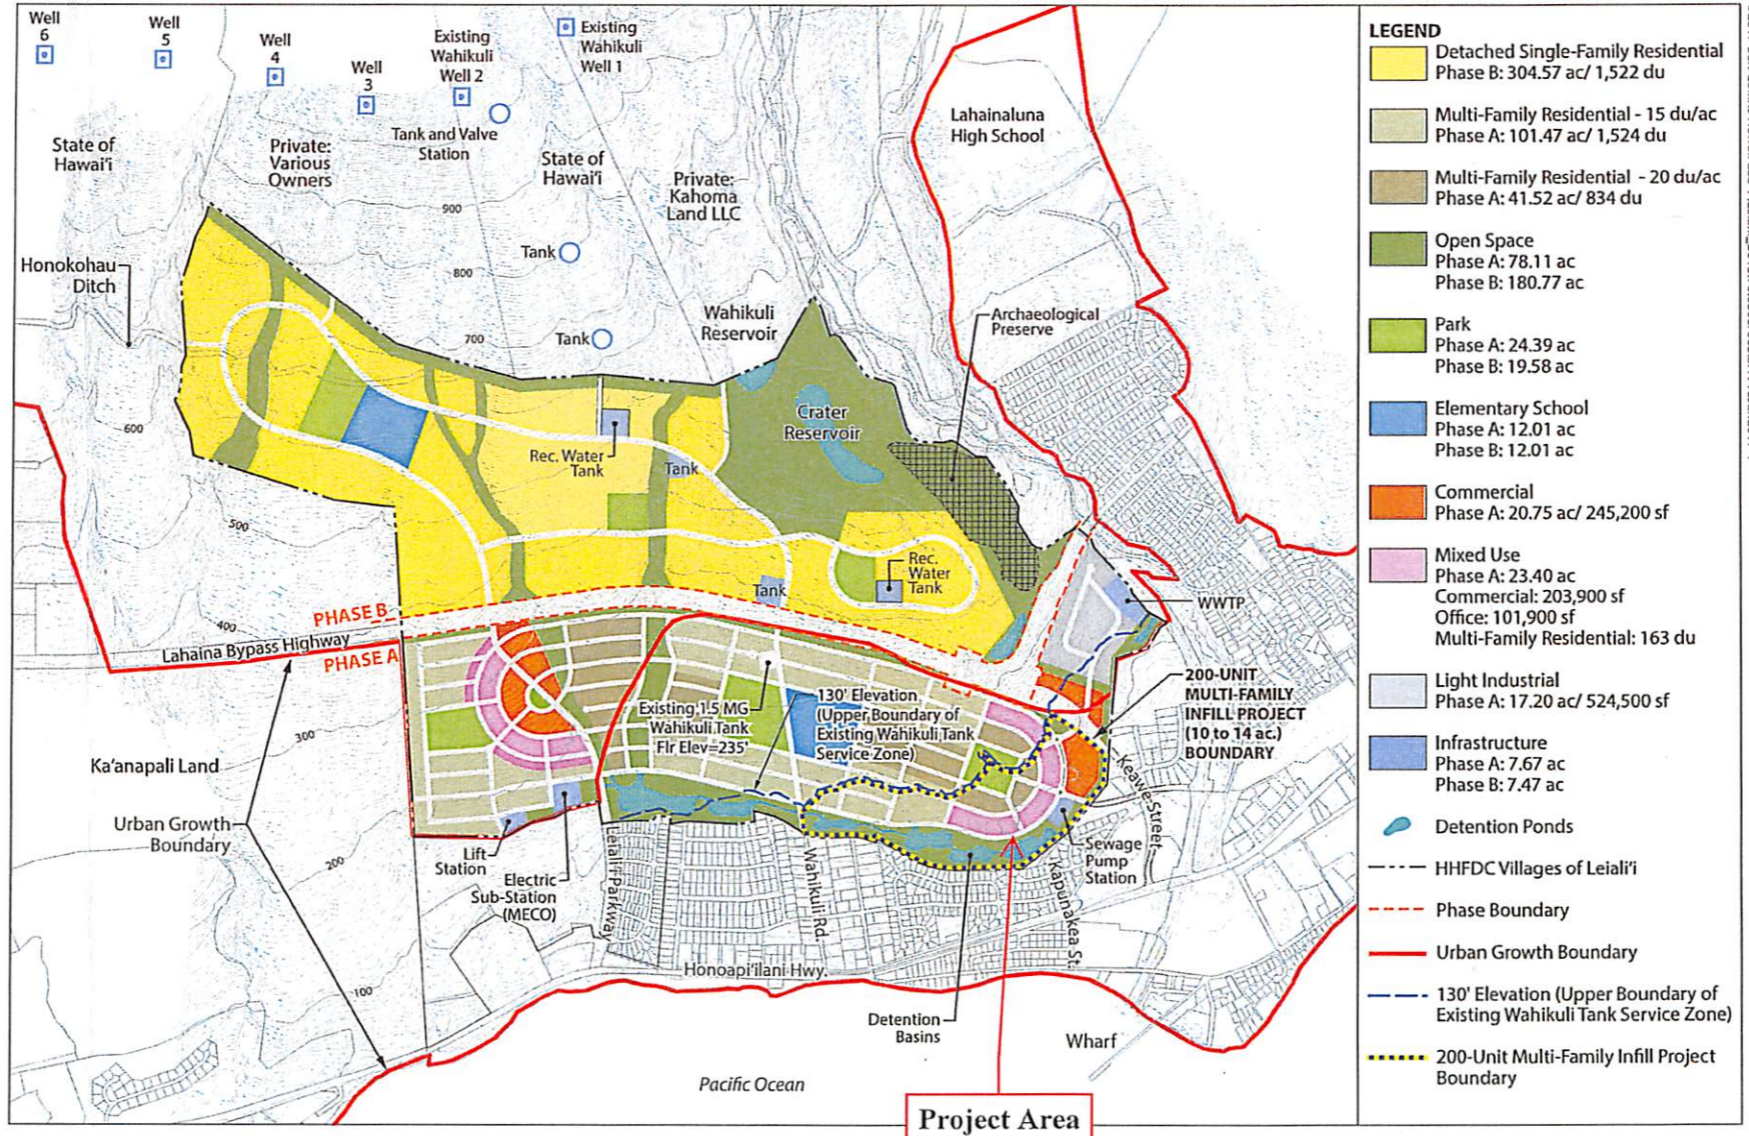 Well
6
Well
5
Well
4
Well
3
Existing
Wahikuli
Well 2
Existing
Wahikuli
Well 1
Tank and Valve
Station
State of
Hawai'i
Private:
Various
Owners
State of
Hawai'i
Private:
Kahoma
Land LLC
Lahainaluna
High School
900
800
700
600
500
400
300
200
100
Tank
Tank
Honokohau
Ditch
Wahikuli
Reservoir
Archaeological
Preserve
Crater
Reservoir
Rec. Water
Tank
Tank
Rec.
Water
Tank
Tank
WWTP
PHASE B
Lahaina Bypass Highway
PHASE A
Existing 1.5 MG
Wahikuli Tank
Flr Elev=235'
130' Elevation
(Upper Boundary of
Existing Wahikuli Tank
Service Zone)
200-UNIT
MULTI-FAMILY
INFILL PROJECT
(10 to 14 ac.)
BOUNDARY
Ka'anapali Land
Urban Growth
Boundary
Lift
Station
Electric
Sub-Station
(MECO)
Leiali'i Parkway
Wahikuli Rd.
Kapunakea St.
Keawe Street
Sewage
Pump
Station
Honoapi'ilani Hwy.
Detention
Basins
Wharf
Pacific Ocean
Project Area
LEGEND
Detached Single-Family Residential
Phase B: 304.57 ac/ 1,522 du
Multi-Family Residential - 15 du/ac
Phase A: 101.47 ac/ 1,524 du
Multi-Family Residential - 20 du/ac
Phase A: 41.52 ac/ 834 du
Open Space
Phase A: 78.11 ac
Phase B: 180.77 ac
Park
Phase A: 24.39 ac
Phase B: 19.58 ac
Elementary School
Phase A: 12.01 ac
Phase B: 12.01 ac
Commercial
Phase A: 20.75 ac/ 245,200 sf
Mixed Use
Phase A: 23.40 ac
Commercial: 203,900 sf
Office: 101,900 sf
Multi-Family Residential: 163 du
Light Industrial
Phase A: 17.20 ac/ 524,500 sf
Infrastructure
Phase A: 7.67 ac
Phase B: 7.47 ac
Detention Ponds
HHFDC Villages of Leiali'i
Phase Boundary
Urban Growth Boundary
130' Elevation (Upper Boundary of
Existing Wahikuli Tank Service Zone)
200-Unit Multi-Family Infill Project
Boundary